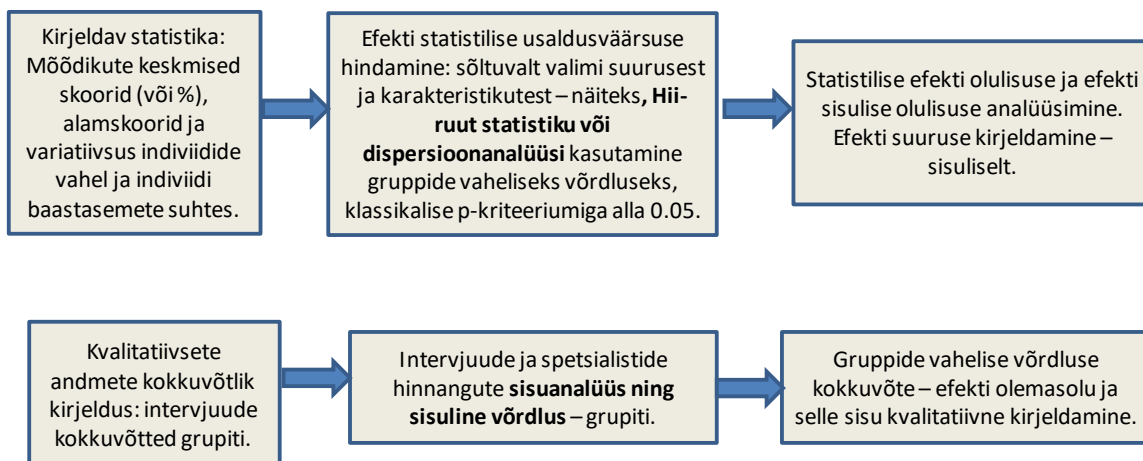 Kirjeldav statistika:
Mõõdikute keskmised
skoorid (või %),
alamskoorid ja
variatiivsus indiviidide
vahel ja indiviidi
baastasemete suhtes.
Efekti statistilise usaldusväärsuse
hindamine: sõltuvalt valimi suurusest
ja karakteristikutest – näiteks, Hii-
ruut statistiku või
dispersioonanalüüsi kasutamine
gruppide vaheliseks võrdluseks,
klassikalise p-kriteeriumiga alla 0.05.
Statistilise efekti olulisuse ja efekti
sisulise olulisuse analüüsimine.
Efekti suuruse kirjeldamine –
sisuliselt.
Kvalitatiivsete
andmete kokkuvõtlik
kirjeldus: intervjuude
kokkuvõtted grupiti.
Intervjuude ja spetsialistide
hinnangute sisuanalüüs ning
sisuline võrdlus – grupiti.
Gruppide vahelise võrdluse
kokkuvõte – efekti olemasolu ja
selle sisu kvalitatiivne kirjeldamine.